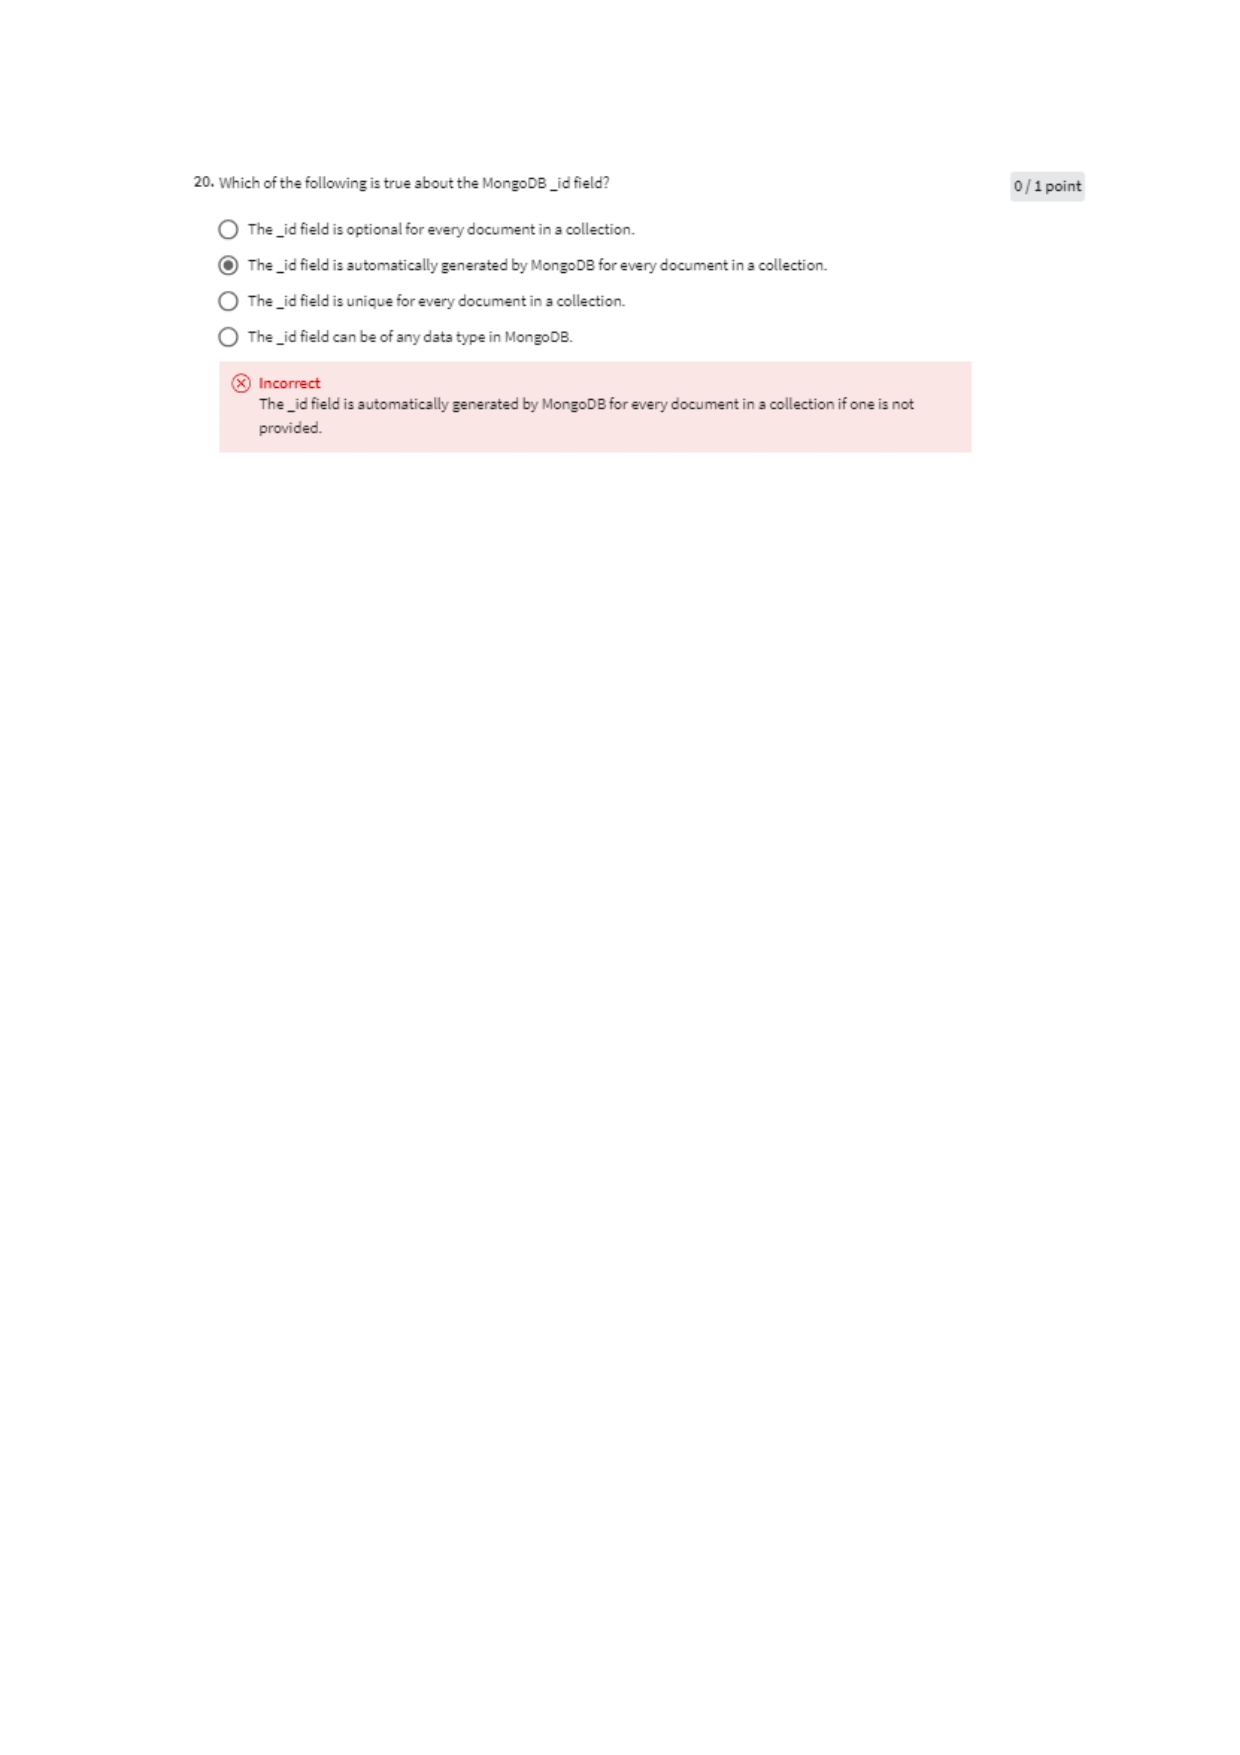 20. Which of the following is true about the MongoDB _id field?
0 / 1 point
The _id field is optional for every document in a collection.
The _id field is automatically generated by MongoDB for every document in a collection.
The _id field is unique for every document in a collection.
The _id field can be of any data type in MongoDB.
Incorrect
The _id field is automatically generated by MongoDB for every document in a collection if one is not
provided.